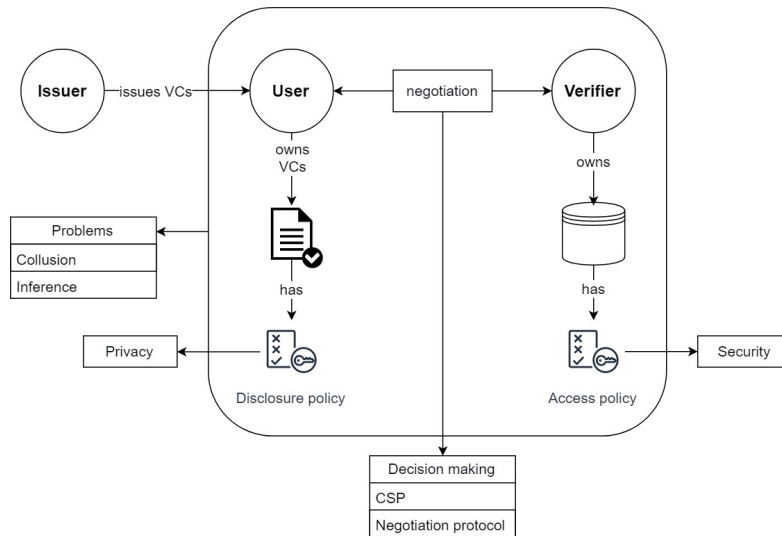 Issuer
issues VCs
User
negotiation
Verifier
owns
VCs
owns
Problems
Collusion
Inference
has
has
Privacy
Security
Disclosure policy
Access policy
Decision making
CSP
Negotiation protocol